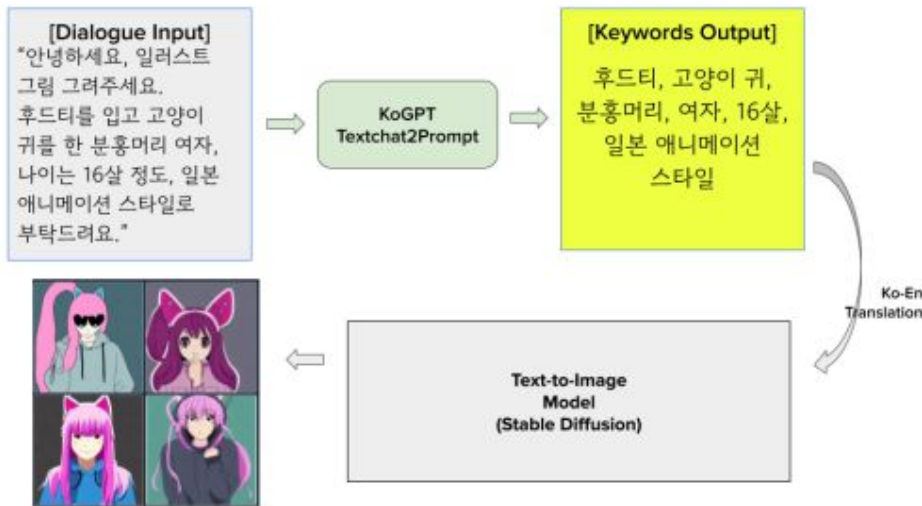 [Dialogue Input]
“안녕하세요, 일러스트
그림 그려주세요.
후드티를 입고 고양이
귀를 한 분홍머리 여자,
나이는 16살 정도, 일본
애니메이션 스타일로
부탁드려요.”
KoGPT
Textchat2Prompt
[Keywords Output]
후드티, 고양이 귀,
분홍머리, 여자, 16살,
일본 애니메이션
스타일
Ko-En
Translation
Text-to-Image
Model
(Stable Diffusion)